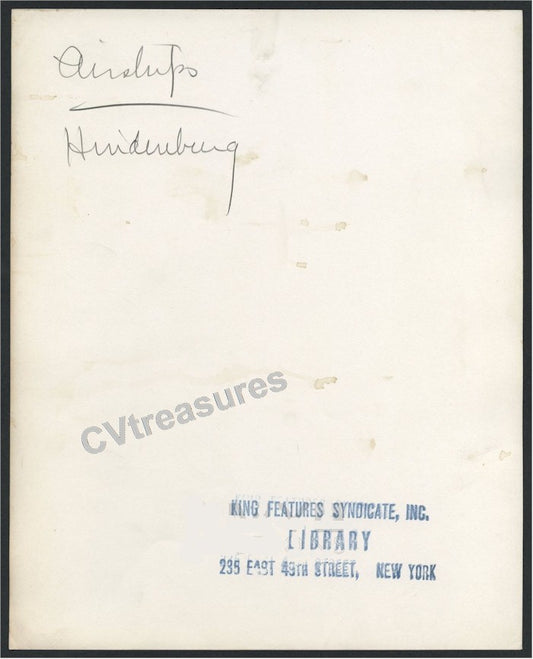 Airships
Hindenburg
CVtreasures
KING FEATURES SYNDICATE, INC.
LIBRARY
235 EAST 45TH STREET, NEW YORK